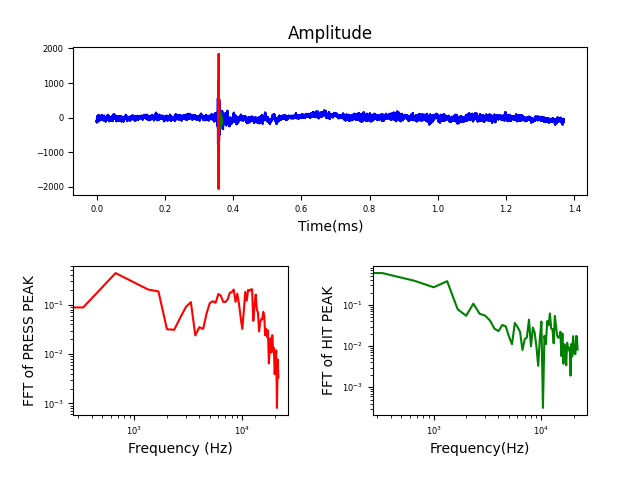 Amplitude
2000
1000
0
−1000
−2000
0.0 0.2 0.4 0.6 0.8 1.0 1.2 1.4
Time(ms)
FFT of PRESS PEAK
10⁻¹
10⁻²
10⁻³
10³ 10⁴
Frequency (Hz)
FFT of HIT PEAK
10⁻¹
10⁻²
10⁻³
10³ 10⁴
Frequency(Hz)